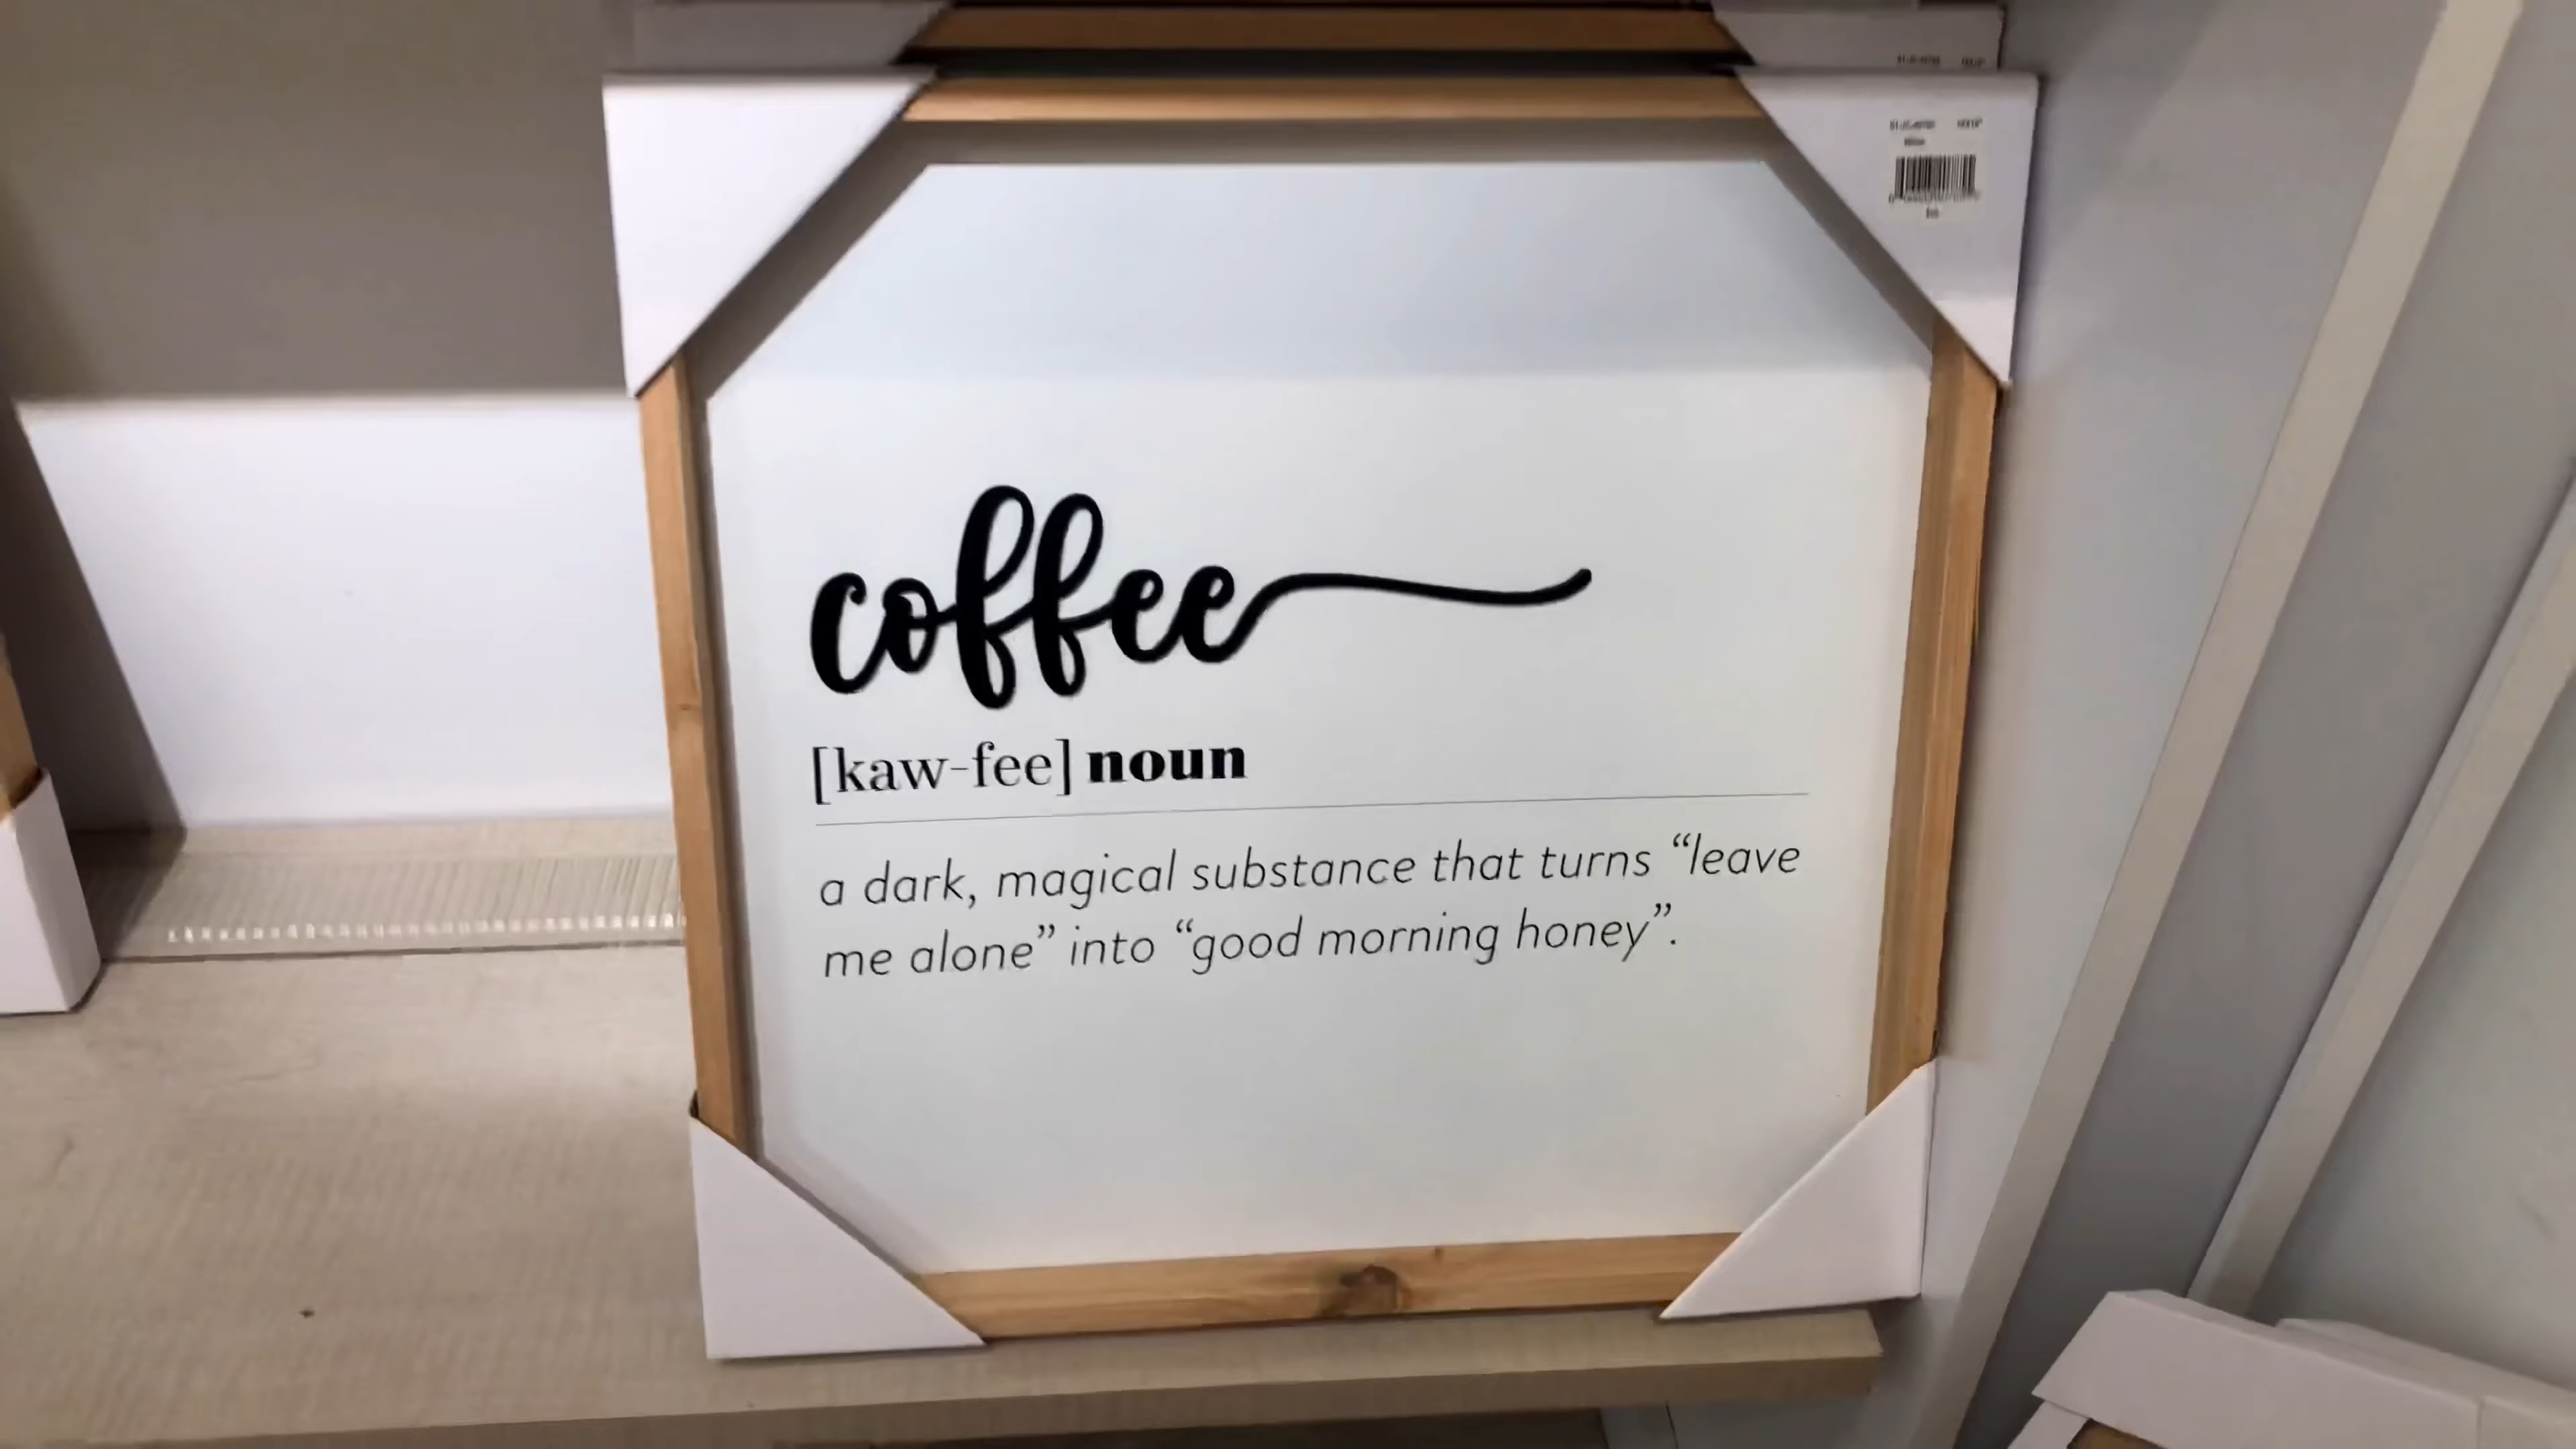 coffee
[kaw-fee] noun
a dark, magical substance that turns “leave
me alone” into “good morning honey”.